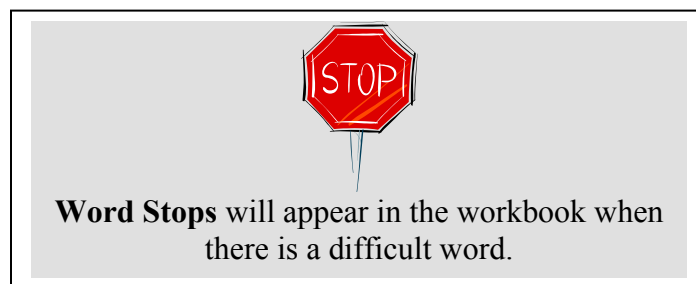 STOP
Word Stops will appear in the workbook when
there is a difficult word.